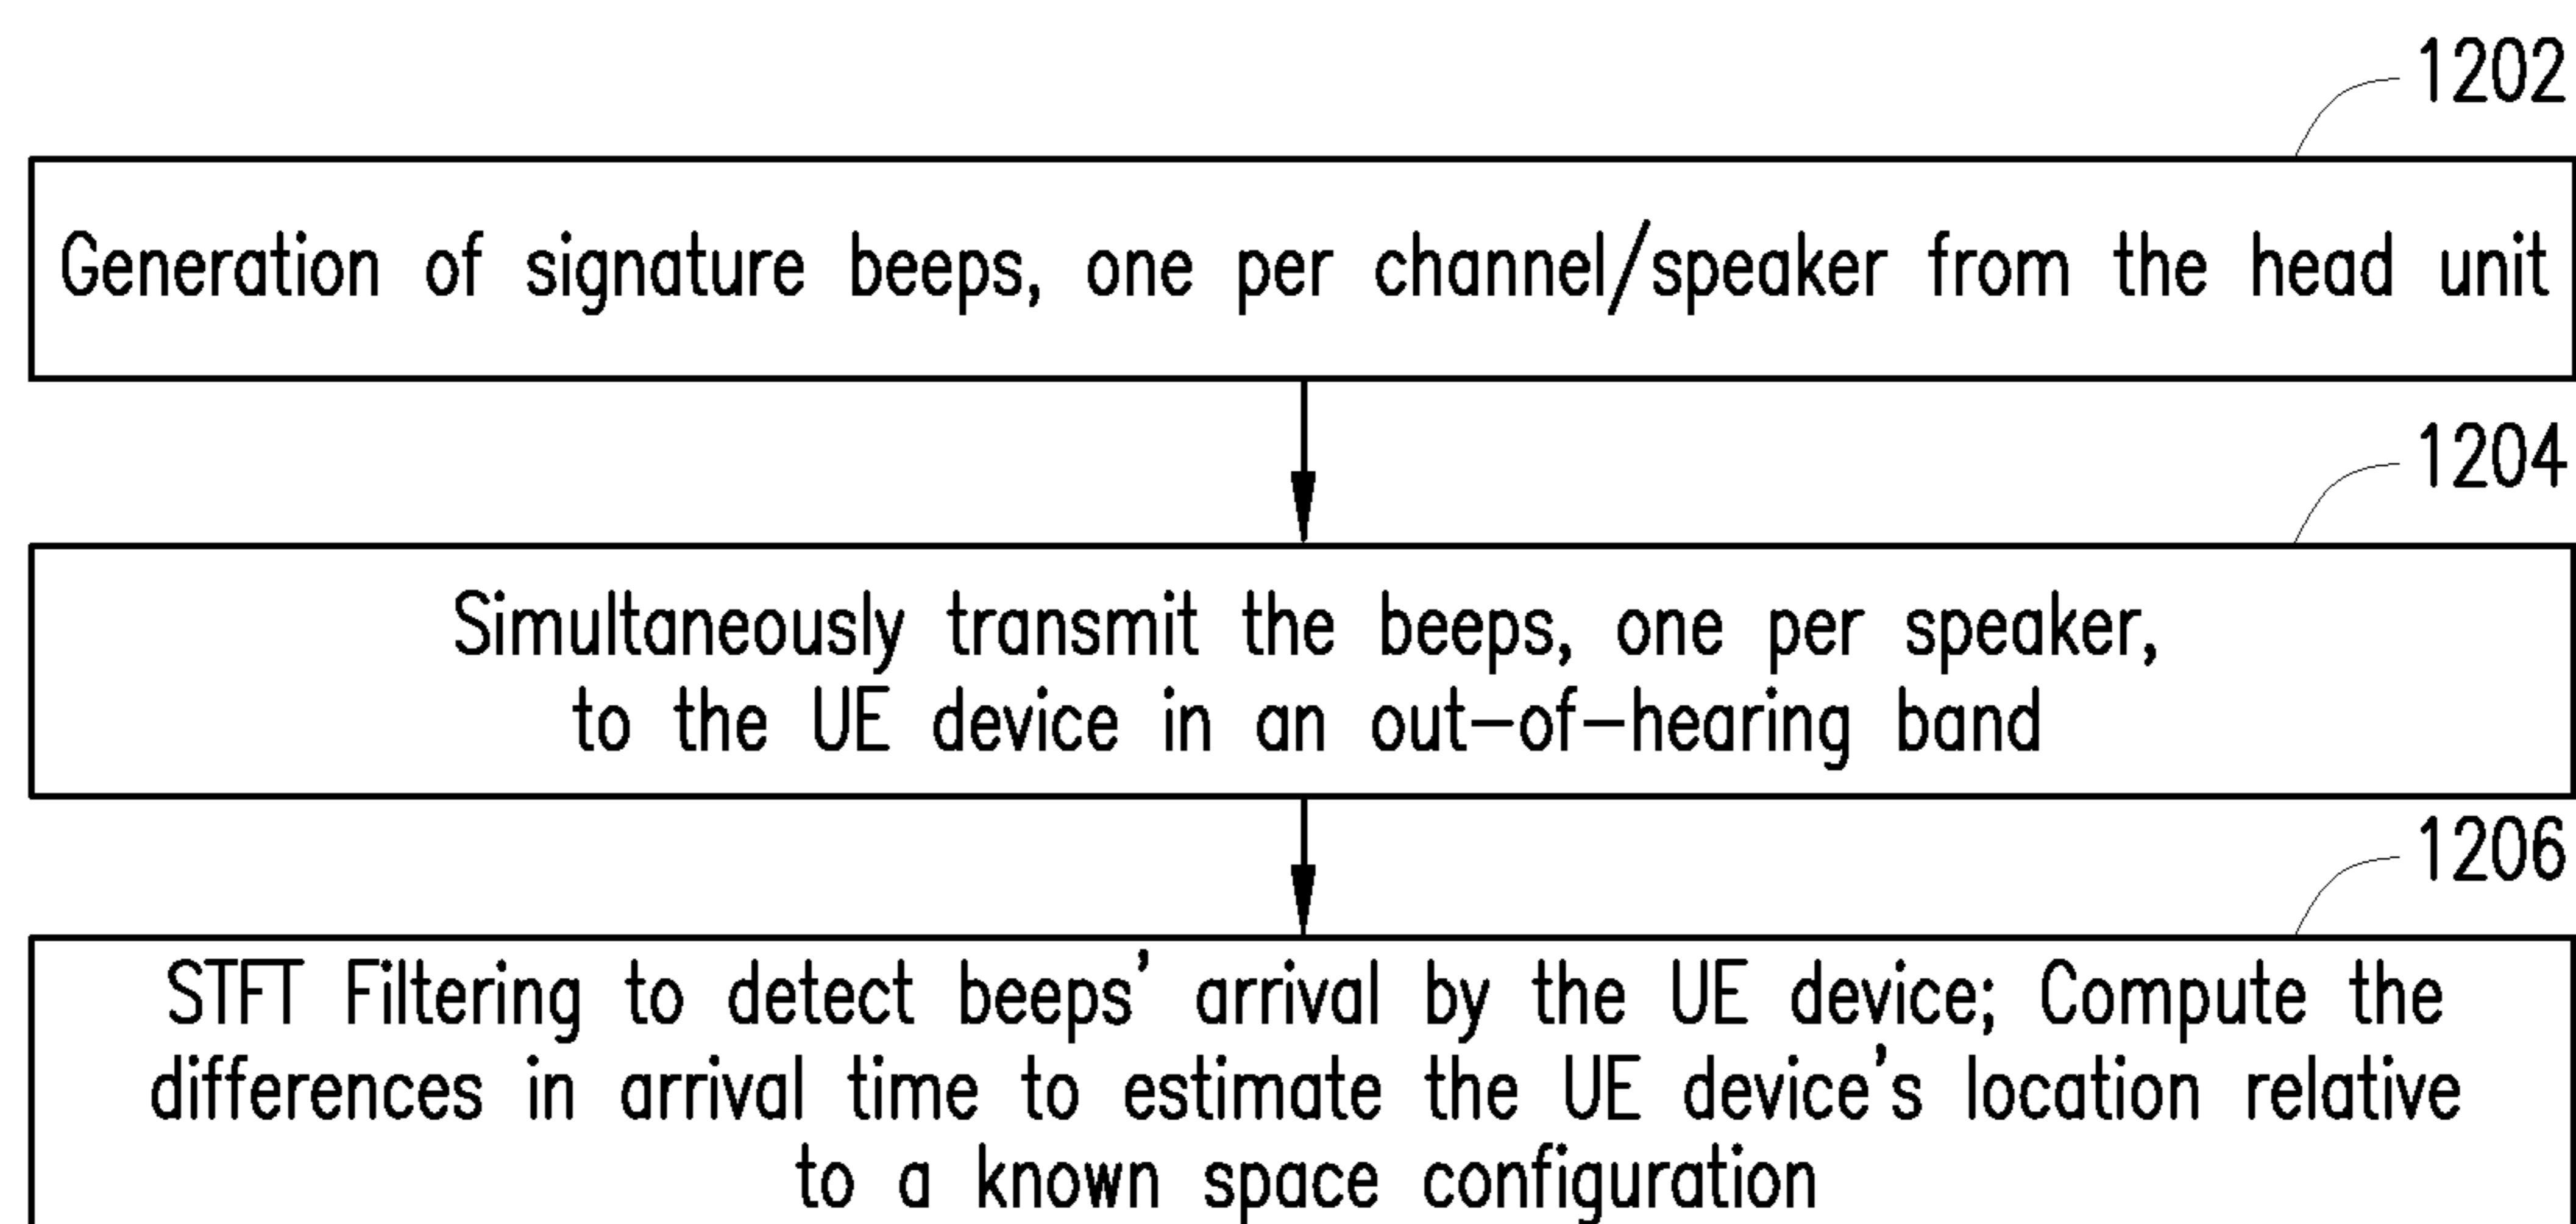 1202
Generation of signature beeps, one per channel/speaker from the head unit
1204
Simultaneously transmit the beeps, one per speaker,
to the UE device in an out-of-hearing band
1206
STFT Filtering to detect beeps' arrival by the UE device; Compute the
differences in arrival time to estimate the UE device's location relative
to a known space configuration